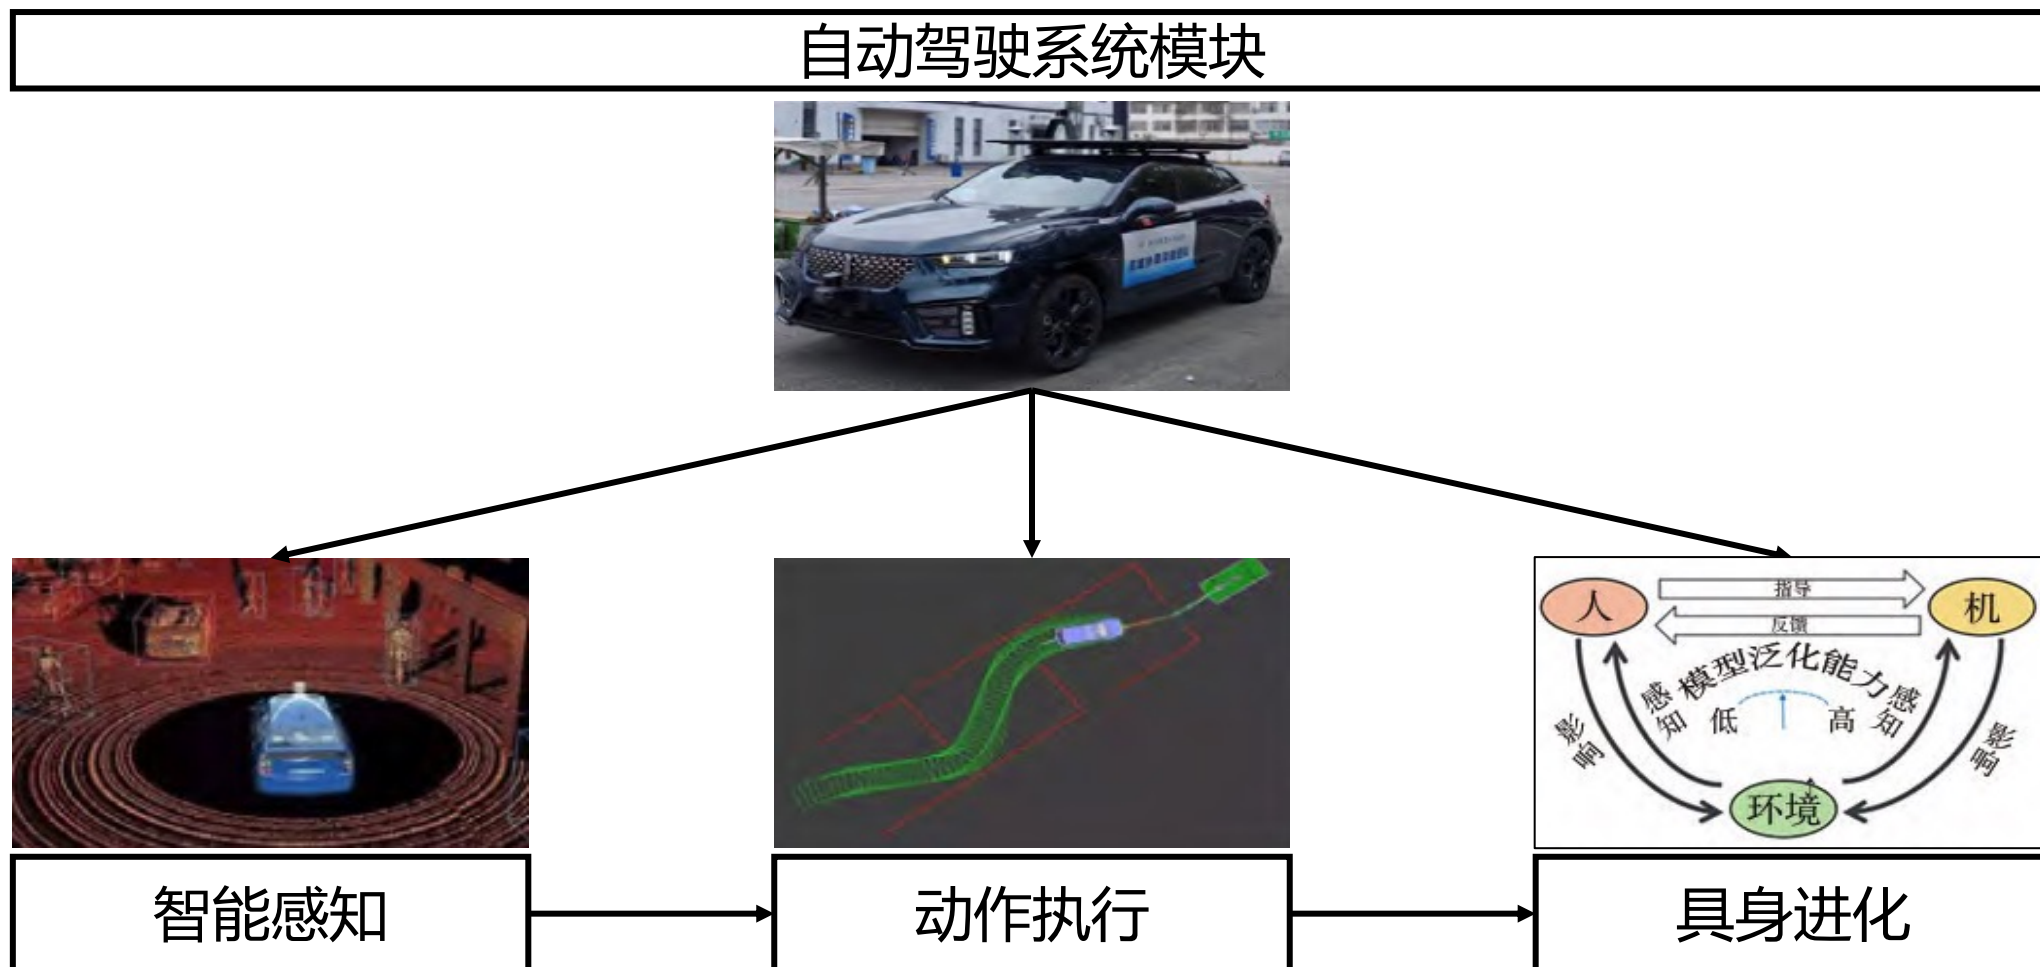 自动驾驶系统模块
人
指导
机
反馈
模型泛化能力
感知
低
高
感知
影响
影响
环境
智能感知
动作执行
具身进化